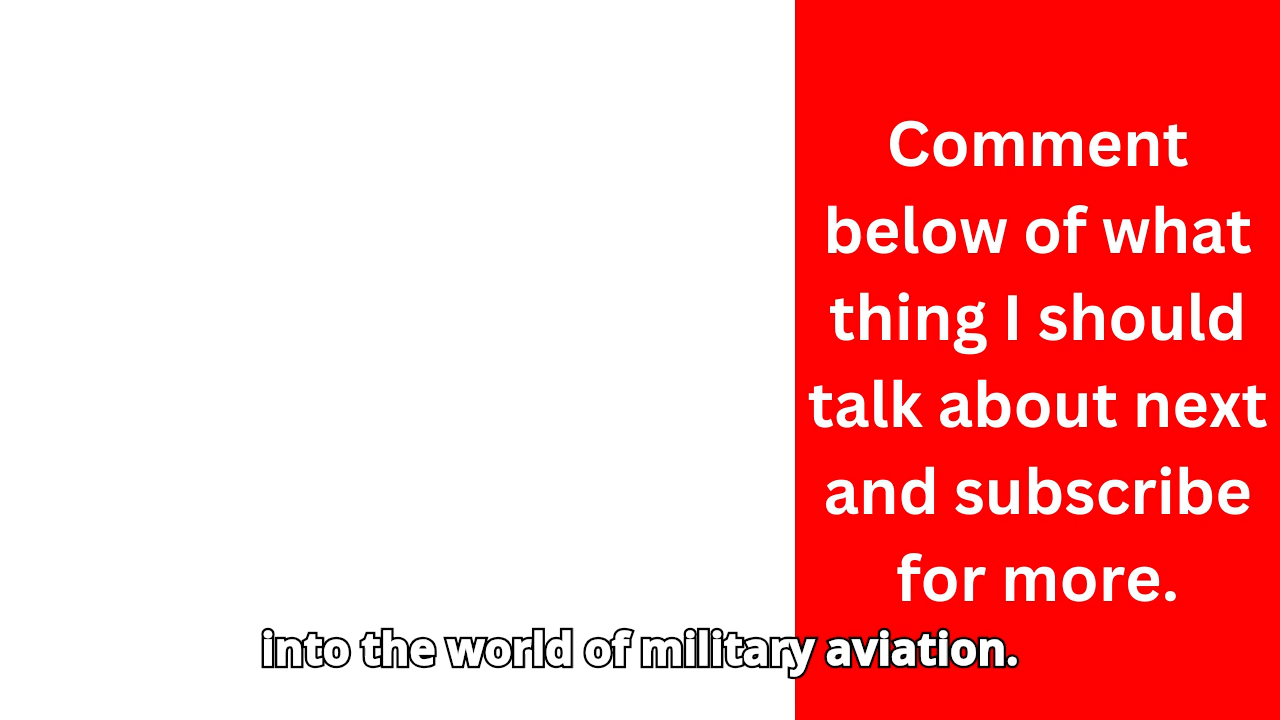 Comment
below of what
thing I should
talk about next
and subscribe
for more.
into the world of military aviation.